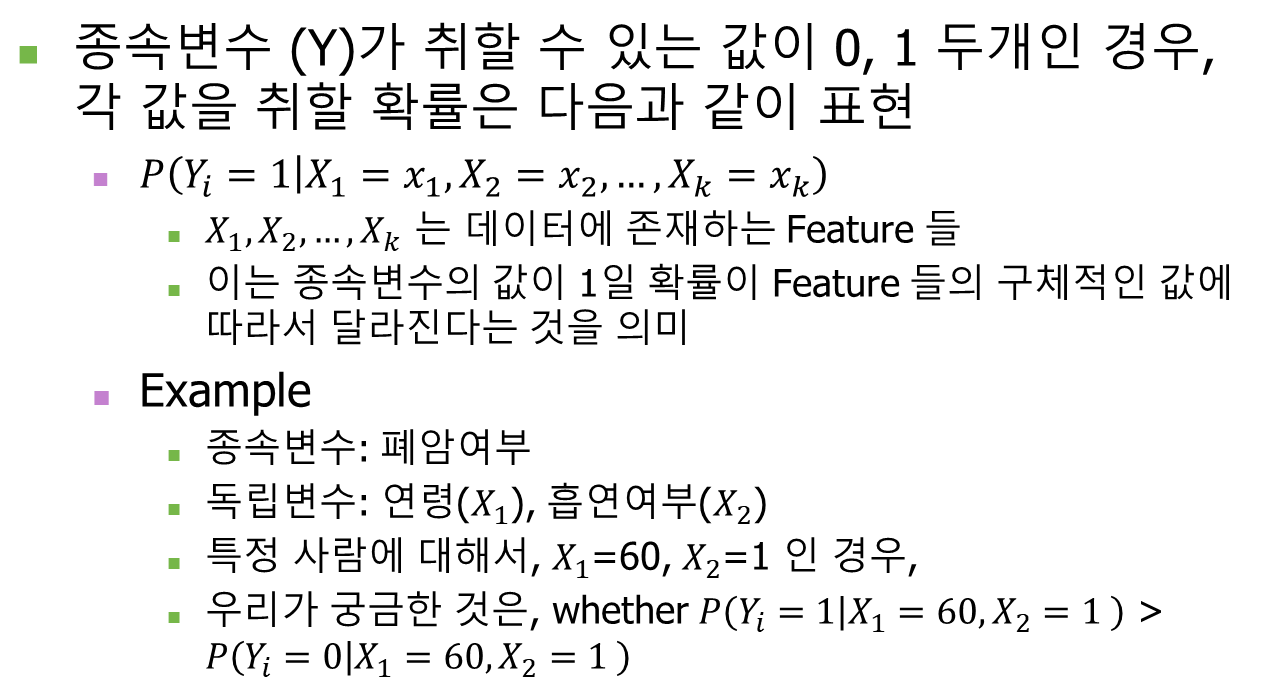 종속변수 (Y)가 취할 수 있는 값이 0, 1 두개인 경우,
각 값을 취할 확률은 다음과 같이 표현
P(Yᵢ = 1|X₁ = x₁, X₂ = x₂, …, Xₖ = xₖ)
X₁, X₂, …, Xₖ 는 데이터에 존재하는 Feature 들
이는 종속변수의 값이 1일 확률이 Feature 들의 구체적인 값에
따라서 달라진다는 것을 의미
Example
종속변수: 폐암여부
독립변수: 연령(X₁), 흡연여부(X₂)
특정 사람에 대해서, X₁=60, X₂=1 인 경우,
우리가 궁금한 것은, whether P(Yᵢ = 1|X₁ = 60, X₂ = 1 ) >
P(Yᵢ = 0|X₁ = 60, X₂ = 1 )